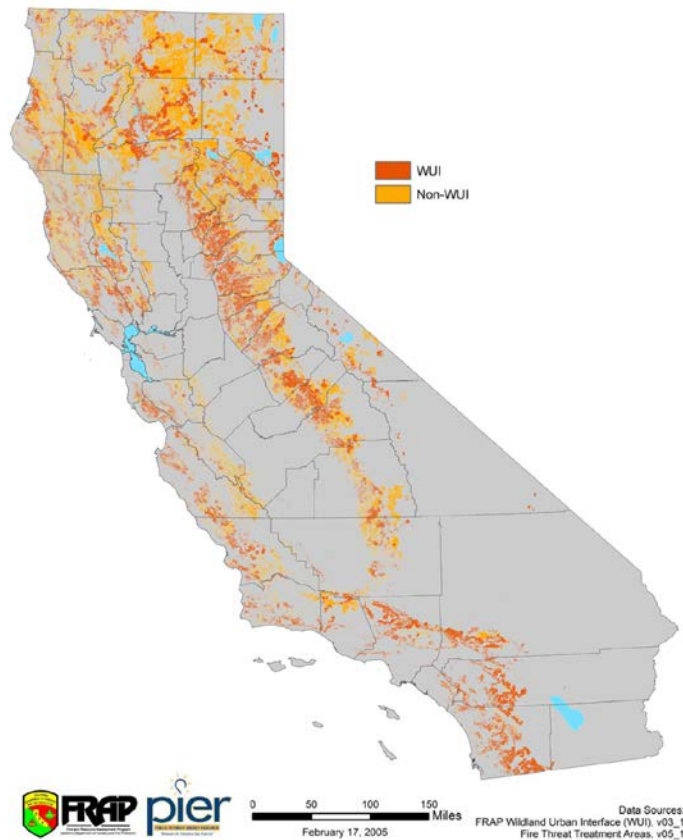 WUI
Non-WUI
FRAP
pier
0 50 100 150
Miles
February 17, 2005
Data Sources:
FRAP Wildland Urban Interface (WUI). v03_1
Fire Threat Treatment Areas. v05_1